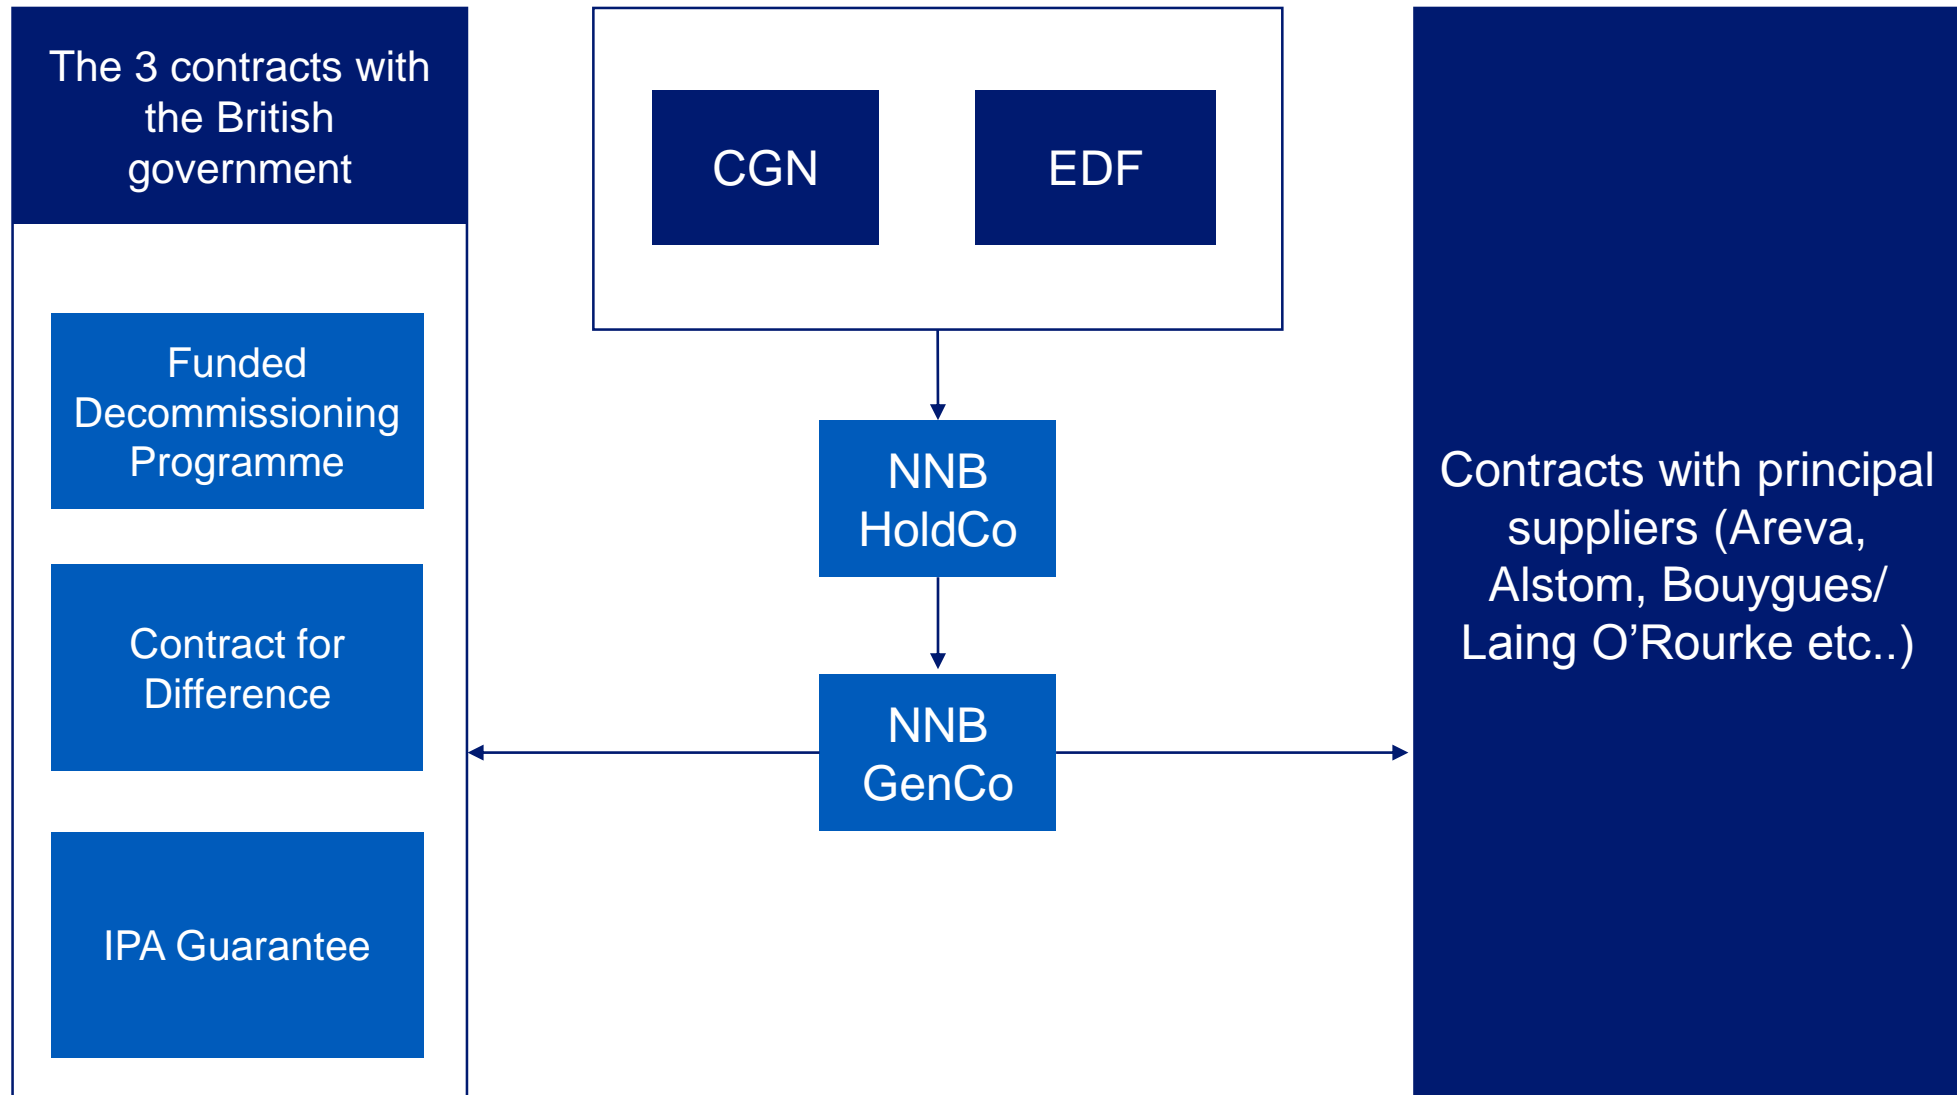 The 3 contracts with
the British
government
Funded
Decommissioning
Programme
Contract for
Difference
IPA Guarantee
CGN
EDF
NNB
HoldCo
NNB
GenCo
Contracts with principal
suppliers (Areva,
Alstom, Bouygues/
Laing O’Rourke etc..)